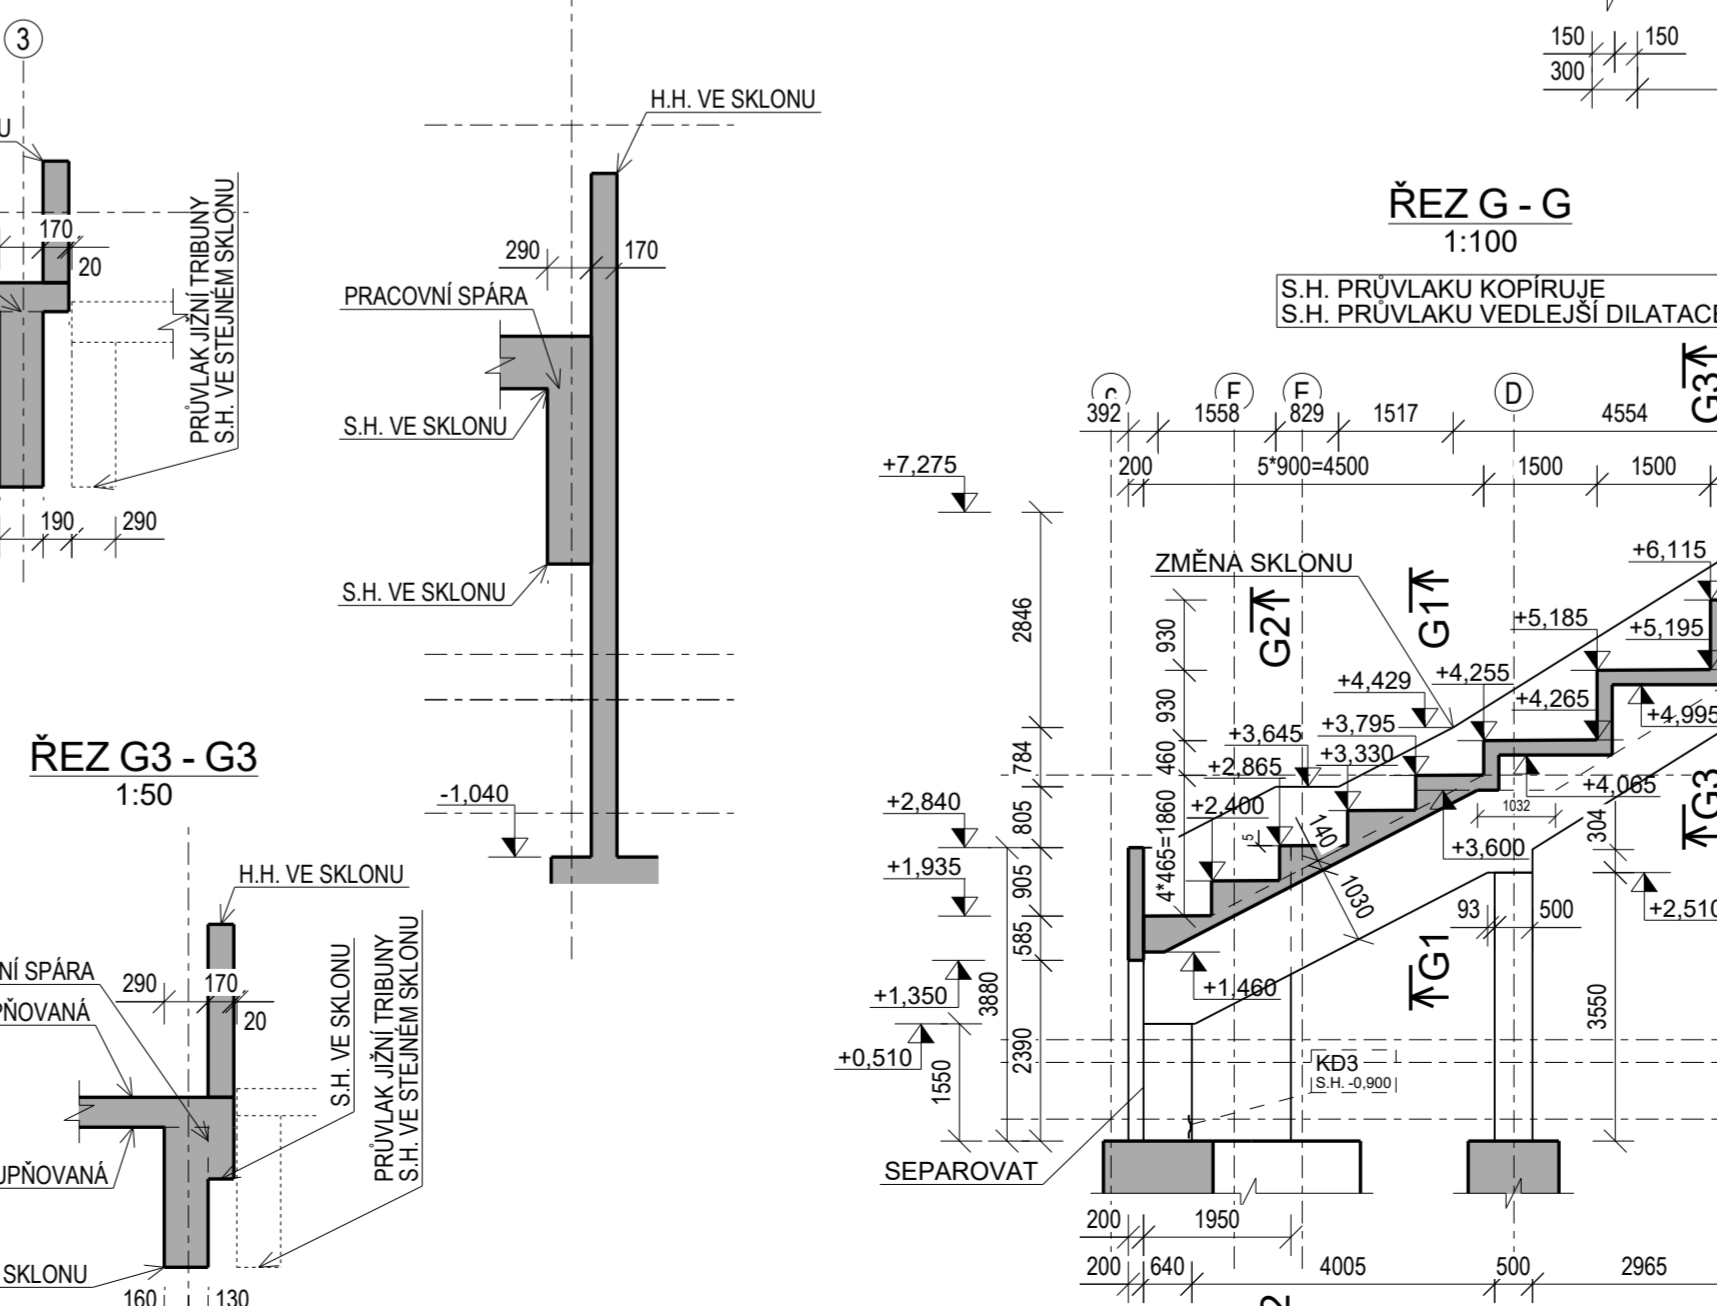 3
U
170
20
PRŮVLAK JIŽNÍ TRIBUNY
S.H. VE STEJNÉM SKLONU
190
290
H.H. VE SKLONU
290
170
PRACOVNÍ SPÁRA
S.H. VE SKLONU
S.H. VE SKLONU
-1,040
ŘEZ G3 - G3
1:50
H.H. VE SKLONU
NÍ SPÁRA
290
170
20
PŇOVANÁ
UPŇOVANÁ
S.H. VE SKLONU
PRŮVLAK JIŽNÍ TRIBUNY
S.H. VE STEJNÉM SKLONU
SKLONU
160
130
150
150
300
ŘEZ G - G
1:100
S.H. PRŮVLAKU KOPÍRUJE
S.H. PRŮVLAKU VEDLEJŠÍ DILATACE
G3
D
392
1558
829
1517
4554
200
5*900=4500
1500
1500
+7,275
ZMĚNA SKLONU
G2
G1
+6,115
+5,185
+5,195
2846
930
930
+4,429
+4,255
+4,265
+4,995
+3,645
+3,795
784
460
+2,865
+3,330
+4,065
G3
+2,840
805
+2,400
5
140
1032
304
4*465=1860
+3,600
+1,935
905
1030
93
500
+2,510
585
+1,350
3880
+1,460
G1
3550
+0,510
1550
2390
KD3
S.H. -0,900
SEPAROVAT
200
1950
200
640
4005
500
2965